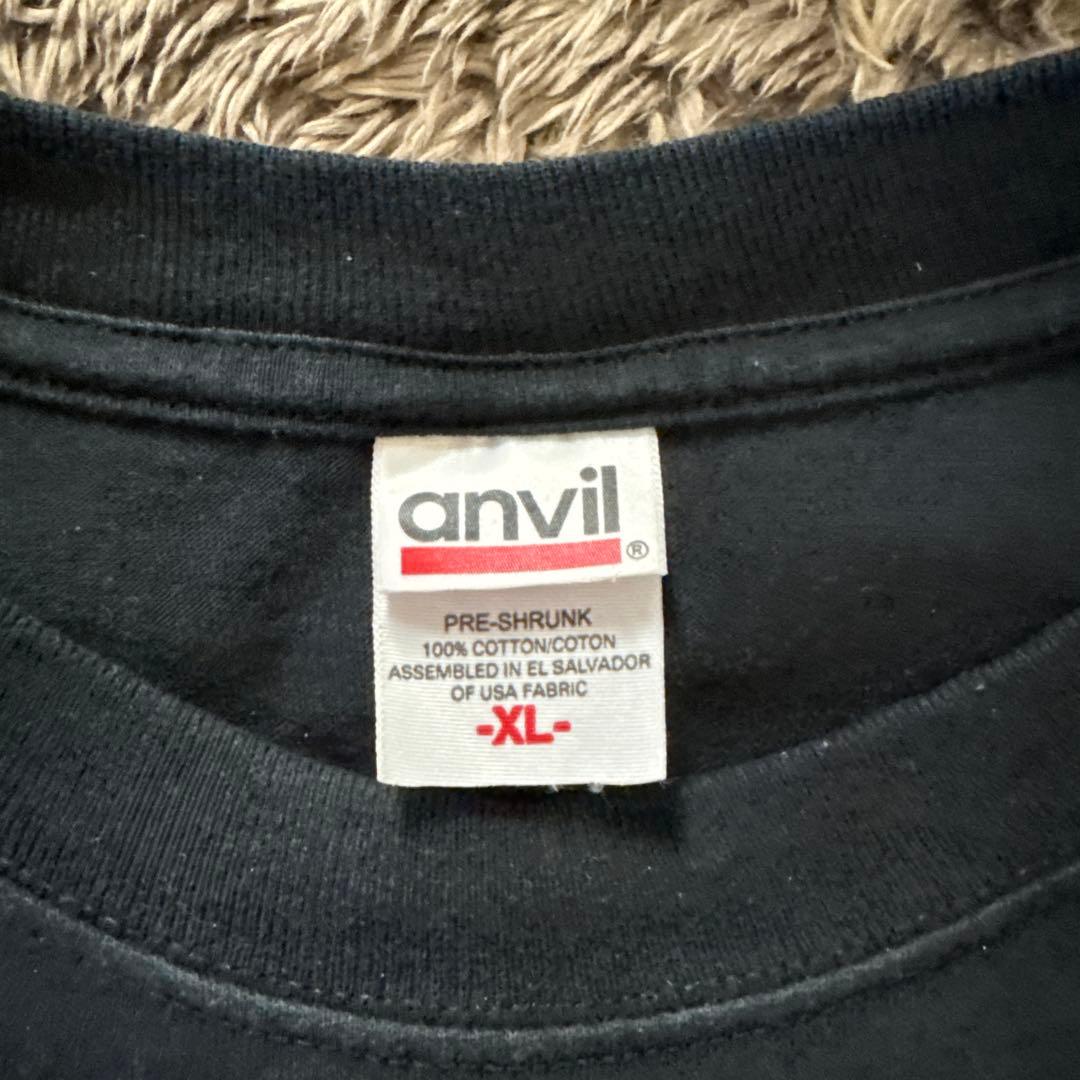 anvil
®
PRE-SHRUNK
100% COTTON/COTON
ASSEMBLED IN EL SALVADOR
OF USA FABRIC
-XL-